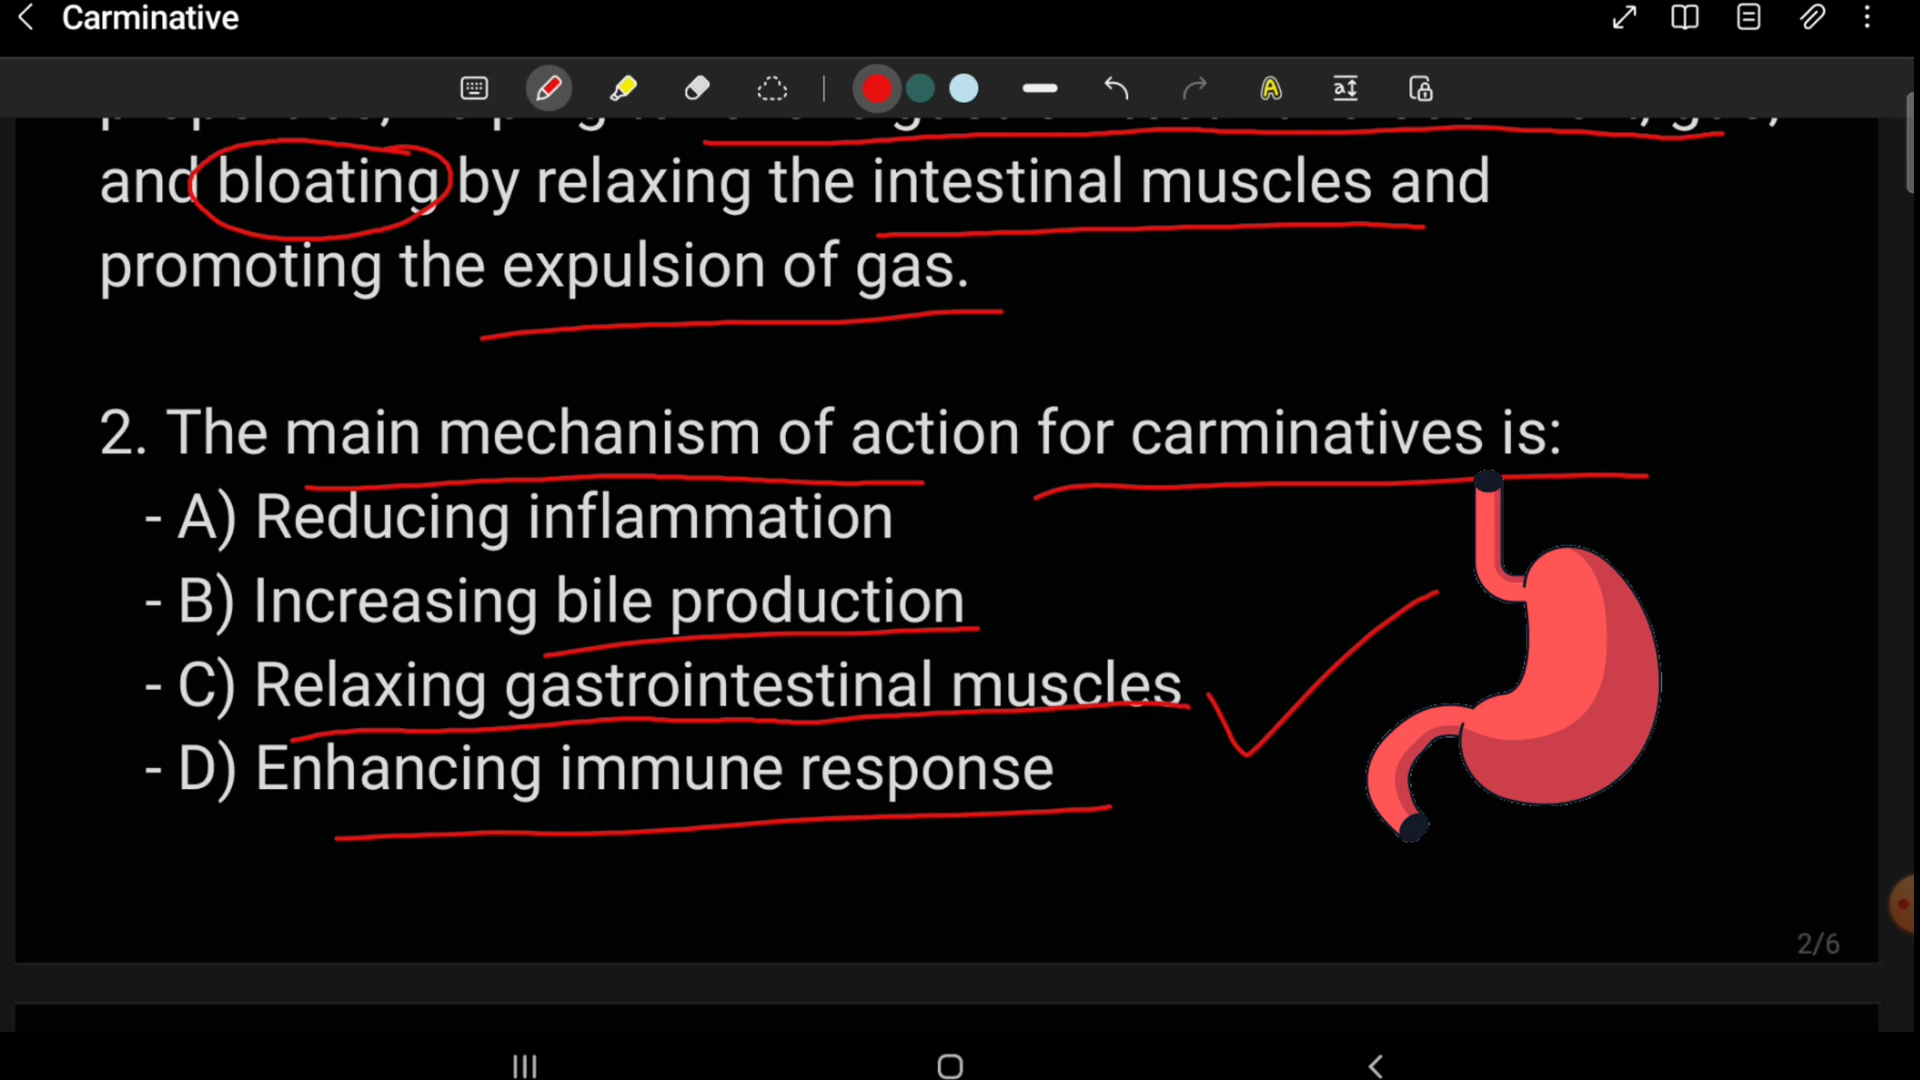 Carminative
and bloating by relaxing the intestinal muscles and
promoting the expulsion of gas.
2. The main mechanism of action for carminatives is:
- A) Reducing inflammation
- B) Increasing bile production
- C) Relaxing gastrointestinal muscles
- D) Enhancing immune response
2/6